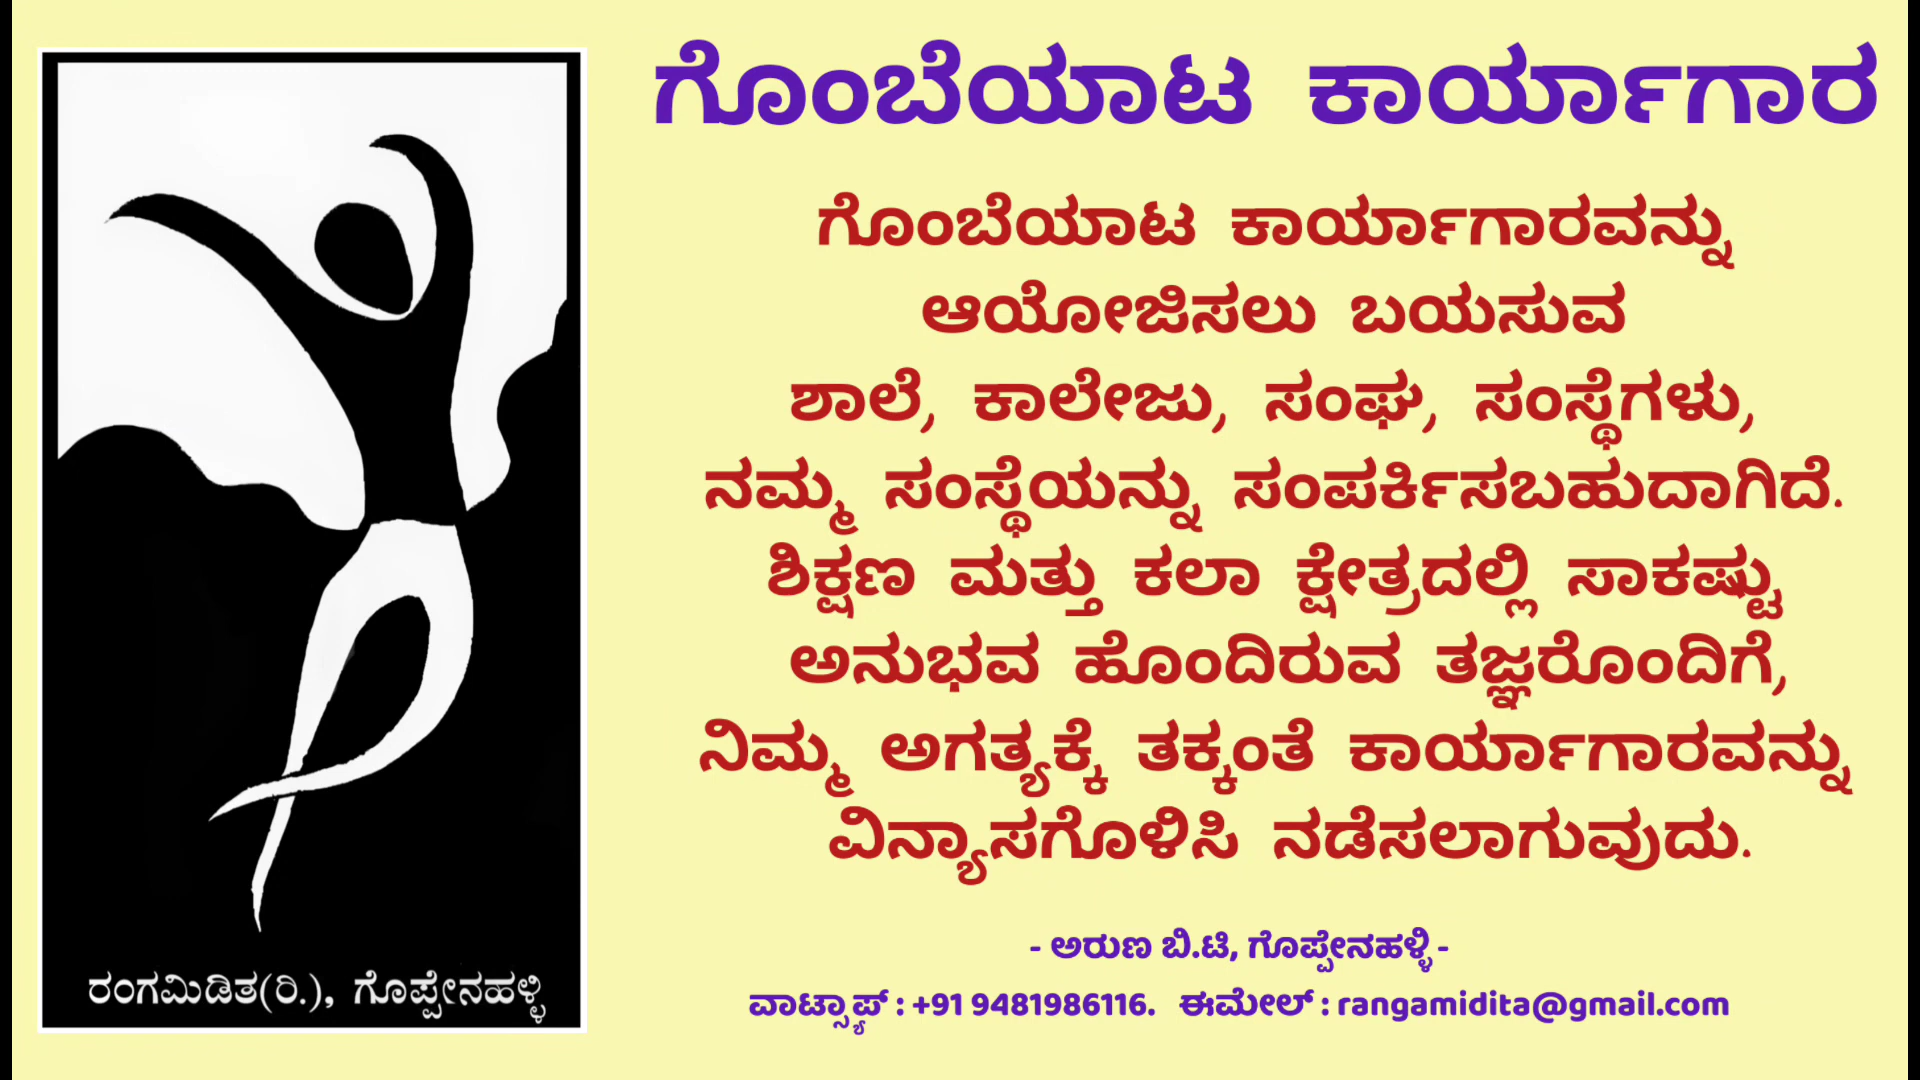 ಗೊಂಬೆಯಾಟ ಕಾರ್ಯಾಗಾರ
ಗೊಂಬೆಯಾಟ ಕಾರ್ಯಾಗಾರವನ್ನು
ಆಯೋಜಿಸಲು ಬಯಸುವ
ಶಾಲೆ, ಕಾಲೇಜು, ಸಂಘ, ಸಂಸ್ಥೆಗಳು,
ನಮ್ಮ ಸಂಸ್ಥೆಯನ್ನು ಸಂಪರ್ಕಿಸಬಹುದಾಗಿದೆ.
ಶಿಕ್ಷಣ ಮತ್ತು ಕಲಾ ಕ್ಷೇತ್ರದಲ್ಲಿ ಸಾಕಷ್ಟು
ಅನುಭವ ಹೊಂದಿರುವ ತಜ್ಞರೊಂದಿಗೆ,
ನಿಮ್ಮ ಅಗತ್ಯಕ್ಕೆ ತಕ್ಕಂತೆ ಕಾರ್ಯಾಗಾರವನ್ನು
ವಿನ್ಯಾಸಗೊಳಿಸಿ ನಡೆಸಲಾಗುವುದು.
- ಅರುಣ ಬಿ.ಟಿ, ಗೊಪ್ಪೇನಹಳ್ಳಿ -
ವಾಟ್ಸ್ಯಾಪ್ : +91 9481986116. ಈಮೇಲ್ : rangamidita@gmail.com
ರಂಗಮಿಡಿತ(ರಿ.), ಗೊಪ್ಪೇನಹಳ್ಳಿ